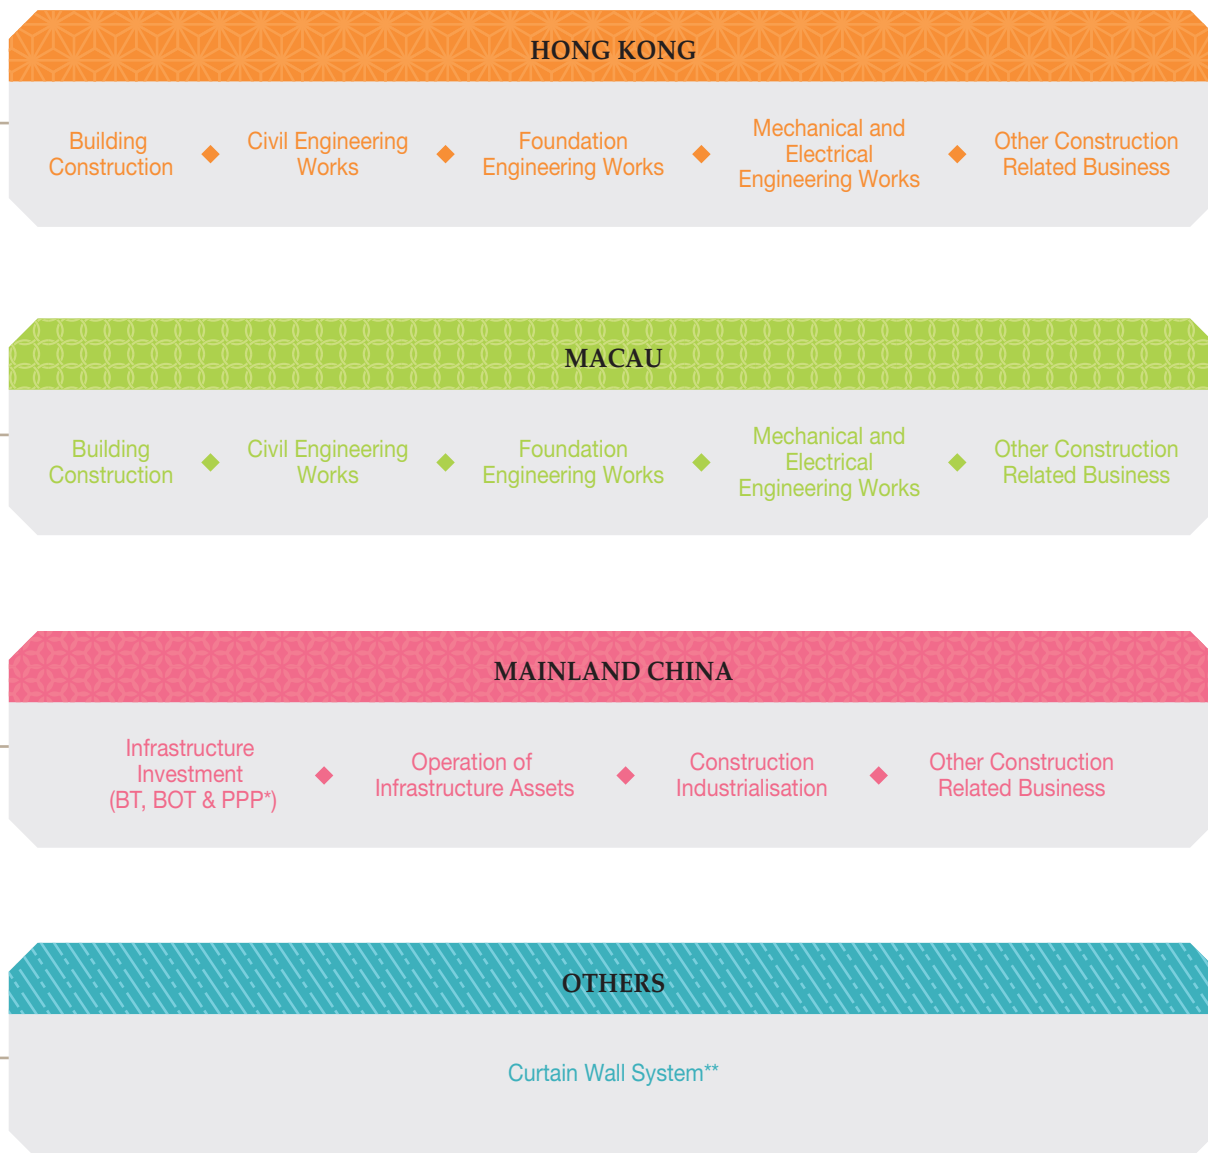 HONG KONG
Building
Construction
Civil Engineering
Works
Foundation
Engineering Works
Mechanical and
Electrical
Engineering Works
Other Construction
Related Business
MACAU
Building
Construction
Civil Engineering
Works
Foundation
Engineering Works
Mechanical and
Electrical
Engineering Works
Other Construction
Related Business
MAINLAND CHINA
Infrastructure
Investment
(BT, BOT & PPP*)
Operation of
Infrastructure Assets
Construction
Industrialisation
Other Construction
Related Business
OTHERS
Curtain Wall System**